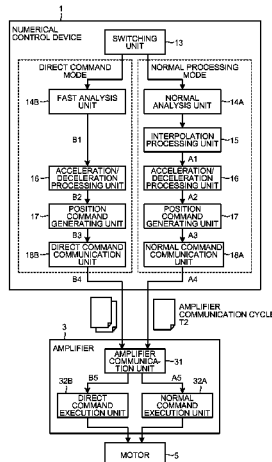 1
NUMERICAL
CONTROL DEVICE
SWITCHING
UNIT
13
DIRECT COMMAND
MODE
NORMAL PROCESSING
MODE
14B
FAST ANALYSIS
UNIT
NORMAL
ANALYSIS UNIT
14A
B1
INTERPOLATION
PROCESSING UNIT
15
A1
16
ACCELERATION/
DECELERATION
PROCESSING UNIT
ACCELERATION/
DECELERATION
PROCESSING UNIT
16
B2
A2
17
POSITION
COMMAND
GENERATING UNIT
POSITION
COMMAND
GENERATING UNIT
17
B3
A3
18B
DIRECT COMMAND
COMMUNICATION
UNIT
NORMAL COMMAND
COMMUNICATION
UNIT
18A
B4
A4
AMPLIFIER
COMMUNICATION CYCLE
T2
3
AMPLIFIER
AMPLIFIER
COMMUNICA-
TION UNIT
31
32B
B5
A5
32A
DIRECT
COMMAND
EXECUTION UNIT
NORMAL
COMMAND
EXECUTION UNIT
MOTOR
5